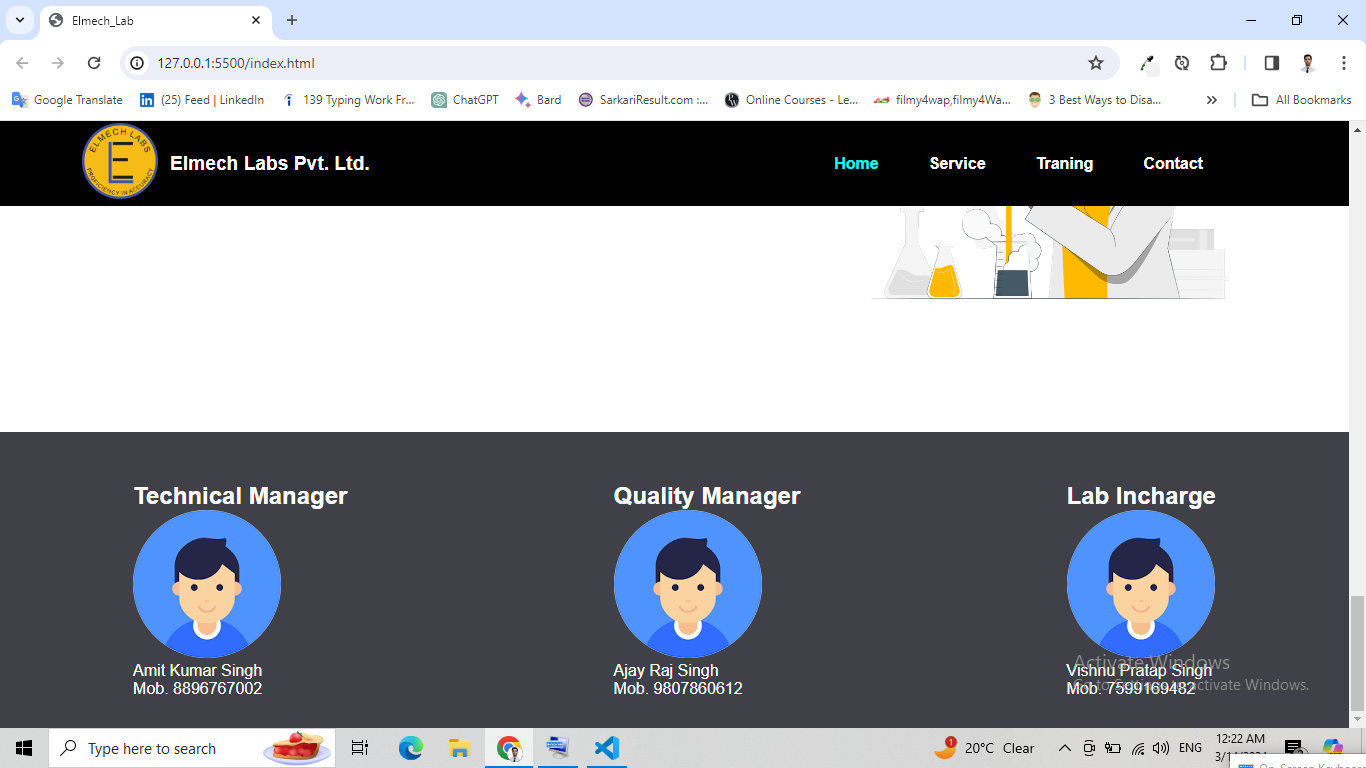 Elmech_Lab
127.0.0.1:5500/index.html
Google Translate
(25) Feed | LinkedIn
139 Typing Work Fr...
ChatGPT
Bard
SarkariResult.com :...
Online Courses - Le...
filmy4wap,filmy4Wa...
3 Best Ways to Disa...
All Bookmarks
ELMECH LABS
PROFICIENCY IN ACCURACY
E
Elmech Labs Pvt. Ltd.
Home
Service
Traning
Contact
Technical Manager
Quality Manager
Lab Incharge
Amit Kumar Singh
Mob. 8896767002
Ajay Raj Singh
Mob. 9807860612
Vishnu Pratap Singh
Mob. 7599169482
Activate Windows
Go to Settings to activate Windows.
Type here to search
1
20°C Clear
ENG
12:22 AM